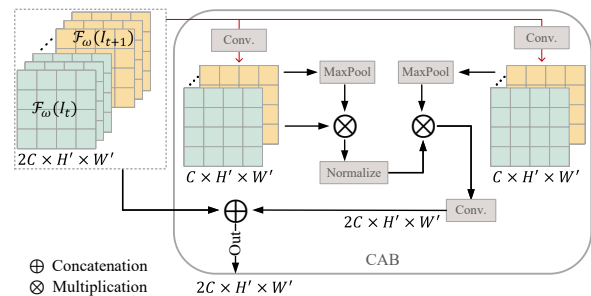 ℱ_ω(I_{t+1})
ℱ_ω(I_t)
2C × H′ × W′
Conv.
Conv.
MaxPool
MaxPool
Normalize
C × H′ × W′
C × H′ × W′
Conv.
2C × H′ × W′
Out
CAB
⊕ Concatenation
⊗ Multiplication
2C × H′ × W′